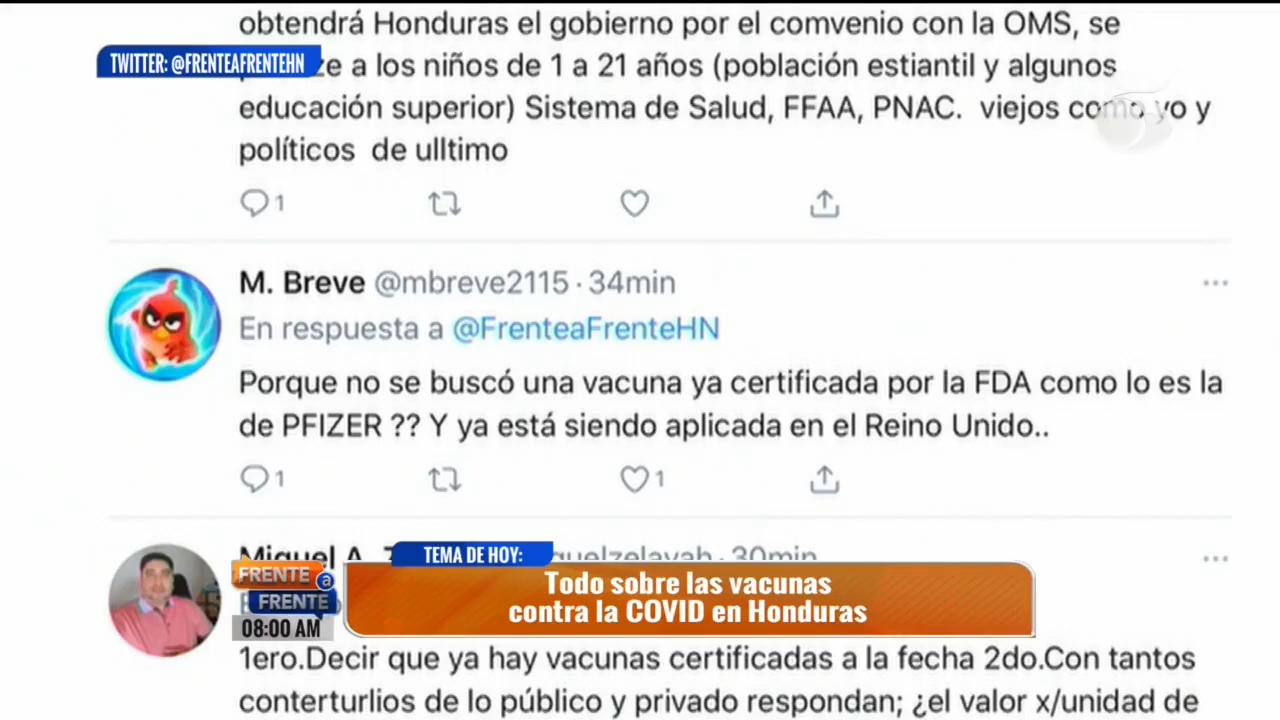 obtendrá Honduras el gobierno por el comvenio con la OMS, se
TWITTER: @FRENTEAFRENTEHN
a los niños de 1 a 21 años (población estiantil y algunos
educación superior) Sistema de Salud, FFAA, PNAC. viejos como yo y
políticos de ulltimo
1
M. Breve @mbreve2115 · 34min
En respuesta a @FrenteaFrenteHN
Porque no se buscó una vacuna ya certificada por la FDA como lo es la
de PFIZER ?? Y ya está siendo aplicada en el Reino Unido..
1 1
Miguel A. 30min
TEMA DE HOY:
FRENTE a
FRENTE
08:00 AM
Todo sobre las vacunas
contra la COVID en Honduras
1ero.Decir que ya hay vacunas certificadas a la fecha 2do.Con tantos
conterturlios de lo público y privado respondan; ¿el valor x/unidad de